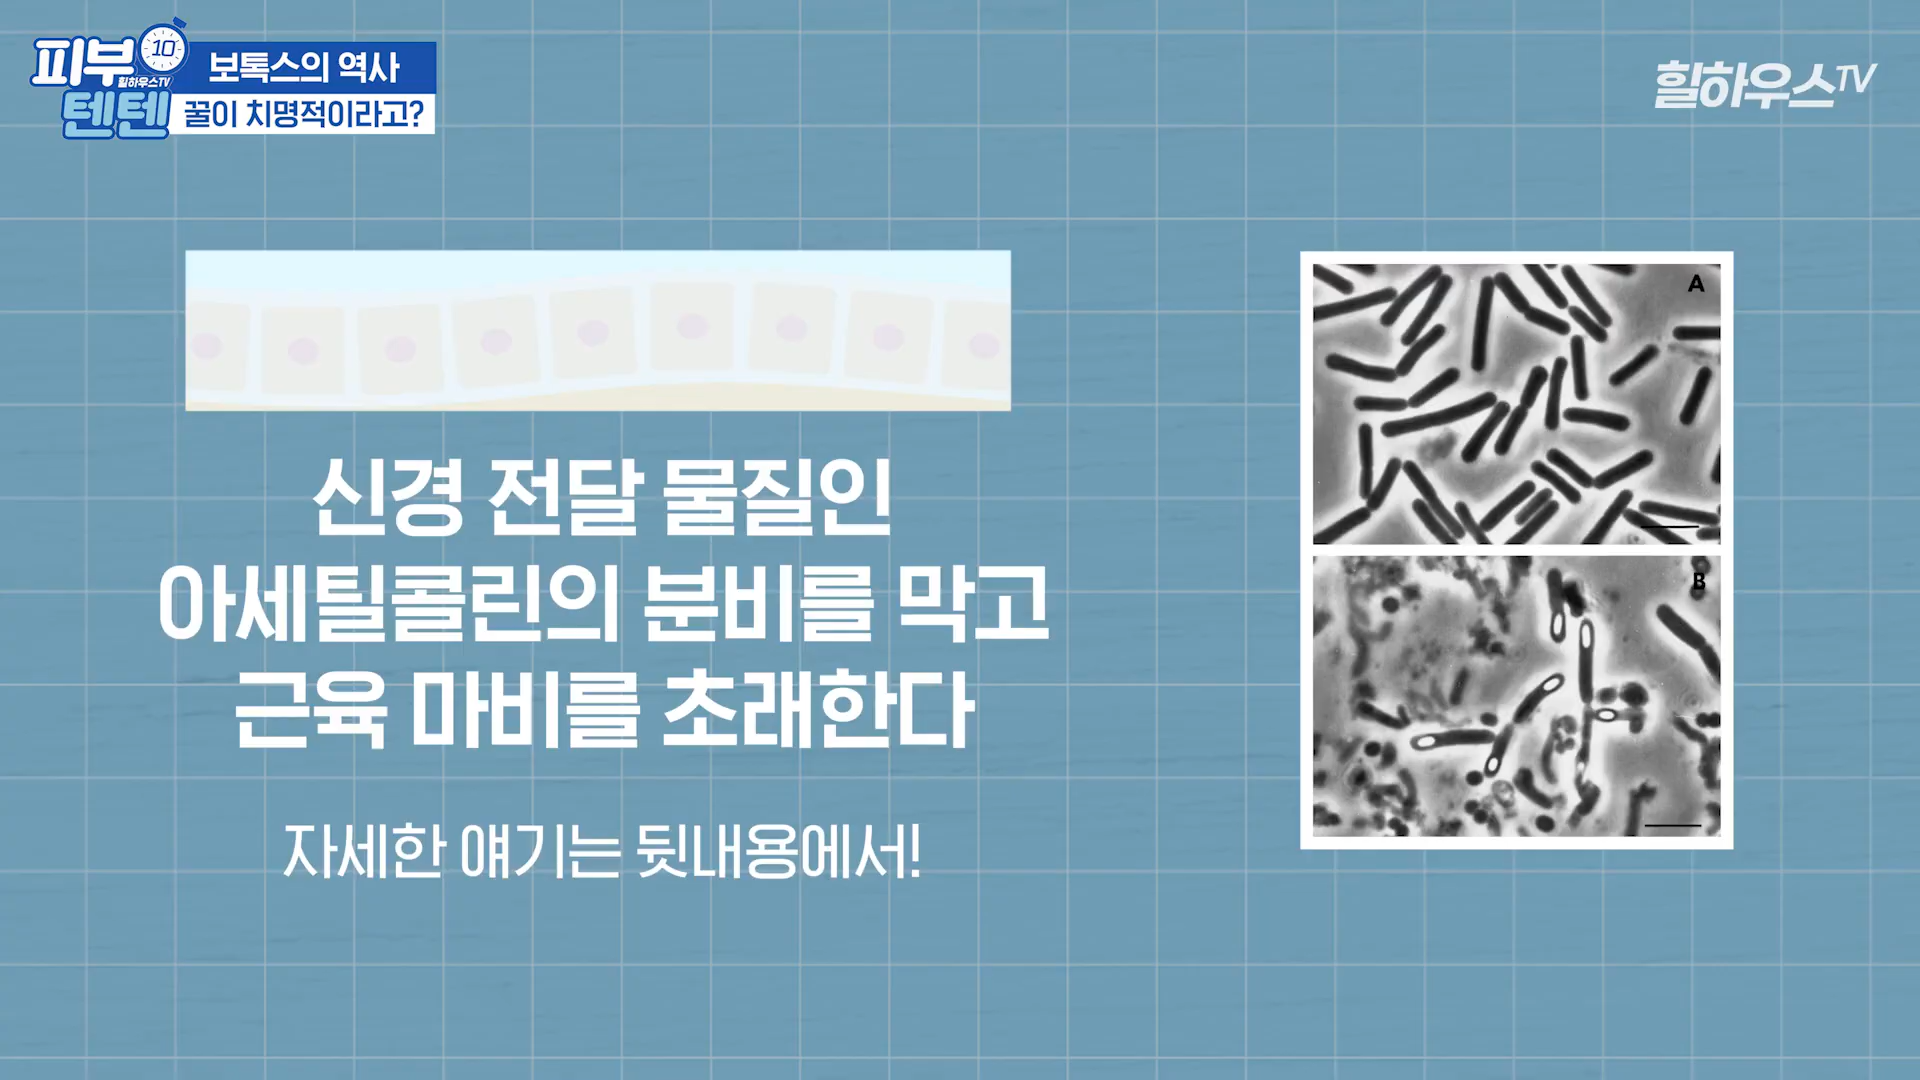 피부
10
힐하우스TV
텐텐
보톡스의 역사
꿀이 치명적이라고?
힐하우스TV
신경 전달 물질인
아세틸콜린의 분비를 막고
근육 마비를 초래한다
자세한 얘기는 뒷내용에서!
A
B